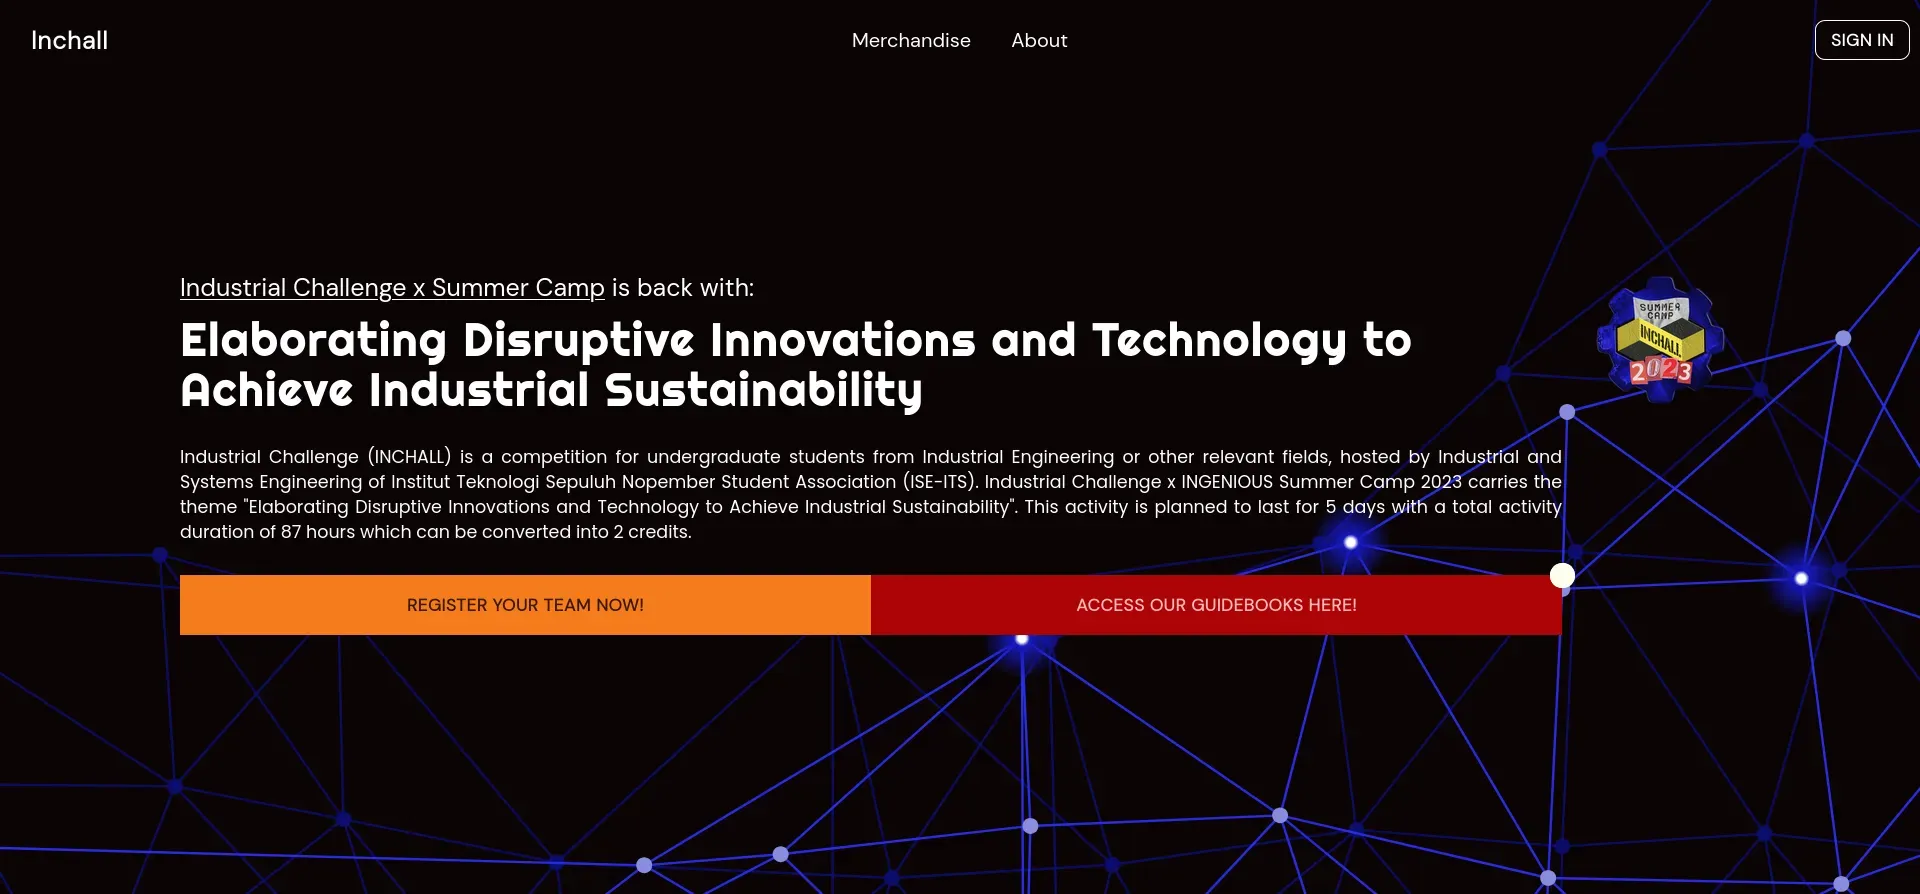 Inchall
Merchandise
About
SIGN IN
Industrial Challenge x Summer Camp is back with:
Elaborating Disruptive Innovations and Technology to
Achieve Industrial Sustainability
SUMMER
CAMP
INCHALL
2023
Industrial Challenge (INCHALL) is a competition for undergraduate students from Industrial Engineering or other relevant fields, hosted by Industrial and
Systems Engineering of Institut Teknologi Sepuluh Nopember Student Association (ISE-ITS). Industrial Challenge x INGENIOUS Summer Camp 2023 carries the
theme "Elaborating Disruptive Innovations and Technology to Achieve Industrial Sustainability". This activity is planned to last for 5 days with a total activity
duration of 87 hours which can be converted into 2 credits.
REGISTER YOUR TEAM NOW!
ACCESS OUR GUIDEBOOKS HERE!